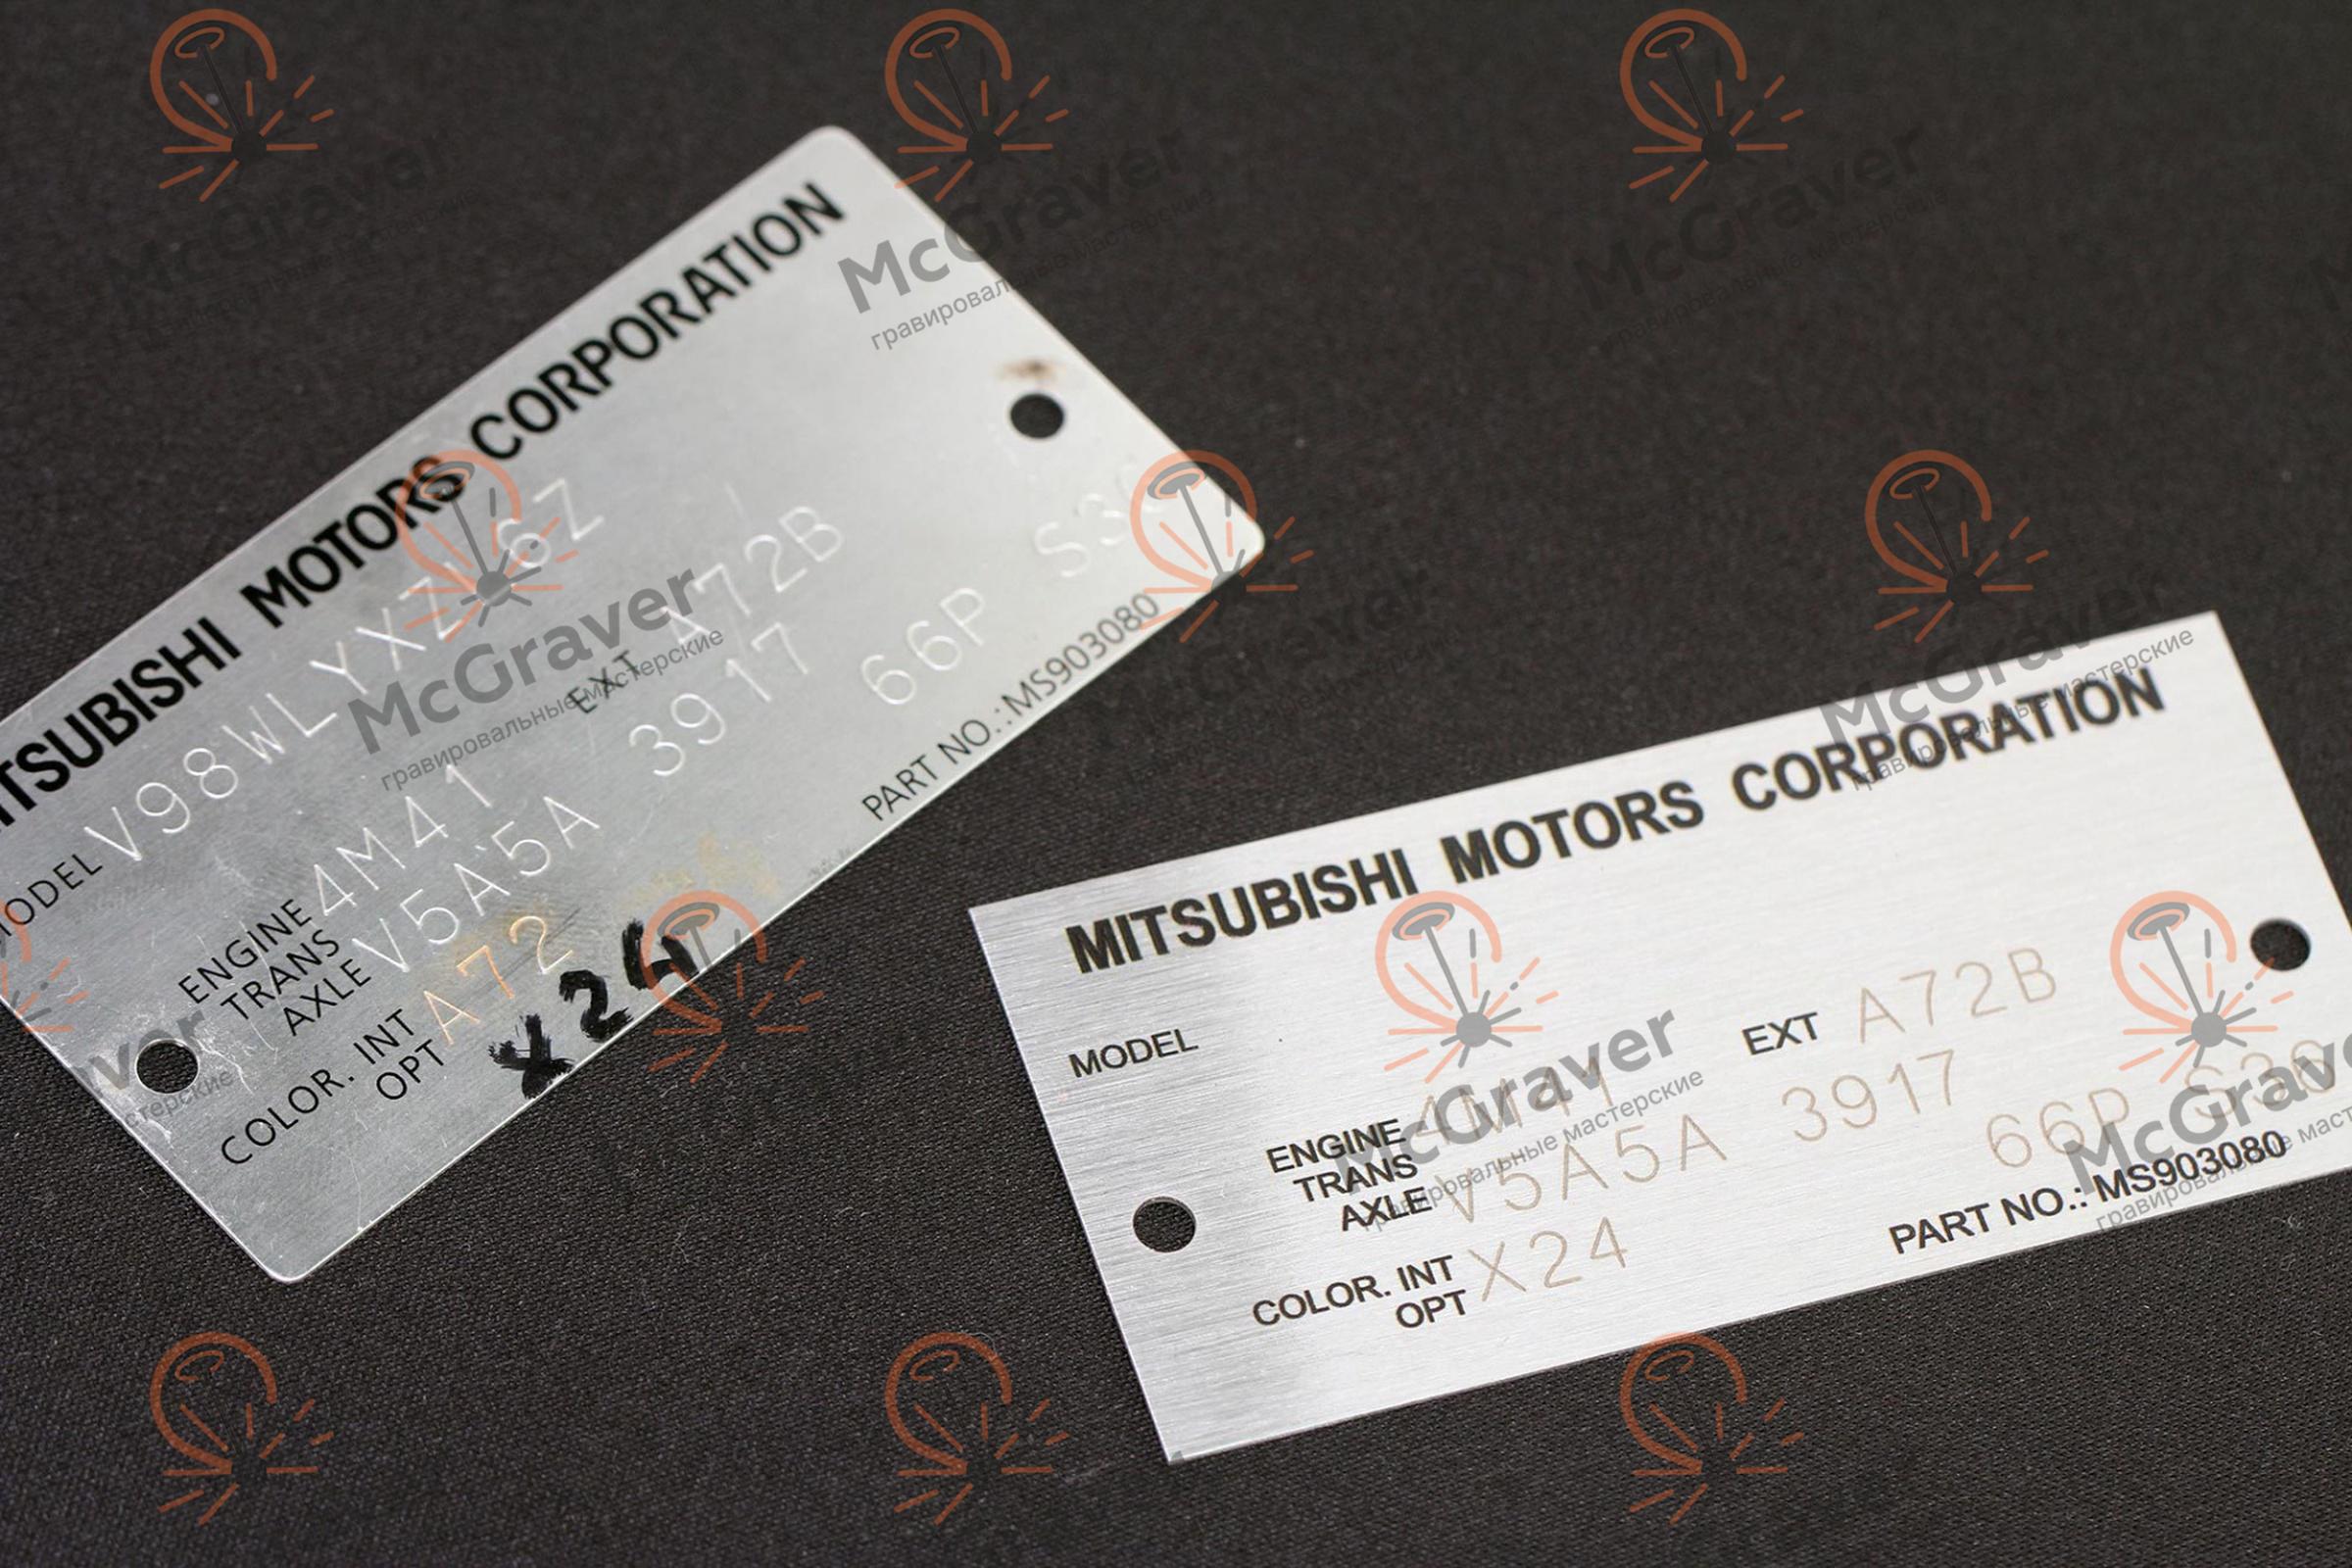 MITSUBISHI MOTORS CORPORATION
MODEL V98WLYXZL6Z
ENGINE 4M41 EXT A72B
TRANS
AXLE V5A5A 3917
COLOR. INT A72 66P
OPT X24
PART NO.: MS903080
MITSUBISHI MOTORS CORPORATION
MODEL
ENGINE 4M41 EXT A72B
TRANS
AXLE V5A5A 3917
COLOR. INT X24 66P S36
OPT
PART NO.: MS903080
McGraver
гравировальные мастерские